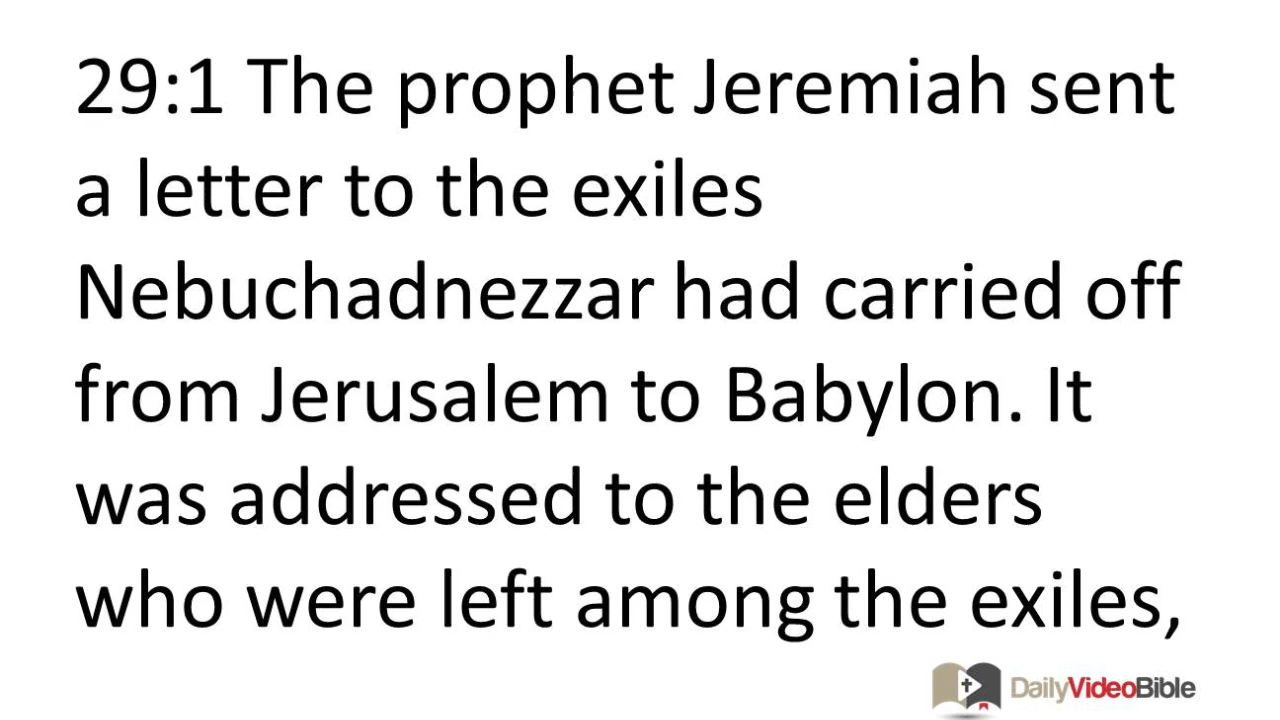 29:1 The prophet Jeremiah sent
a letter to the exiles
Nebuchadnezzar had carried off
from Jerusalem to Babylon. It
was addressed to the elders
who were left among the exiles,
DailyVideoBible